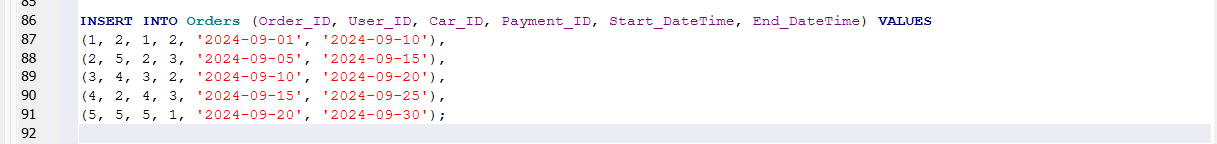 86 INSERT INTO Orders (Order_ID, User_ID, Car_ID, Payment_ID, Start_DateTime, End_DateTime) VALUES
87 (1, 2, 1, 2, '2024-09-01', '2024-09-10'),
88 (2, 5, 2, 3, '2024-09-05', '2024-09-15'),
89 (3, 4, 3, 2, '2024-09-10', '2024-09-20'),
90 (4, 2, 4, 3, '2024-09-15', '2024-09-25'),
91 (5, 5, 5, 1, '2024-09-20', '2024-09-30');
92